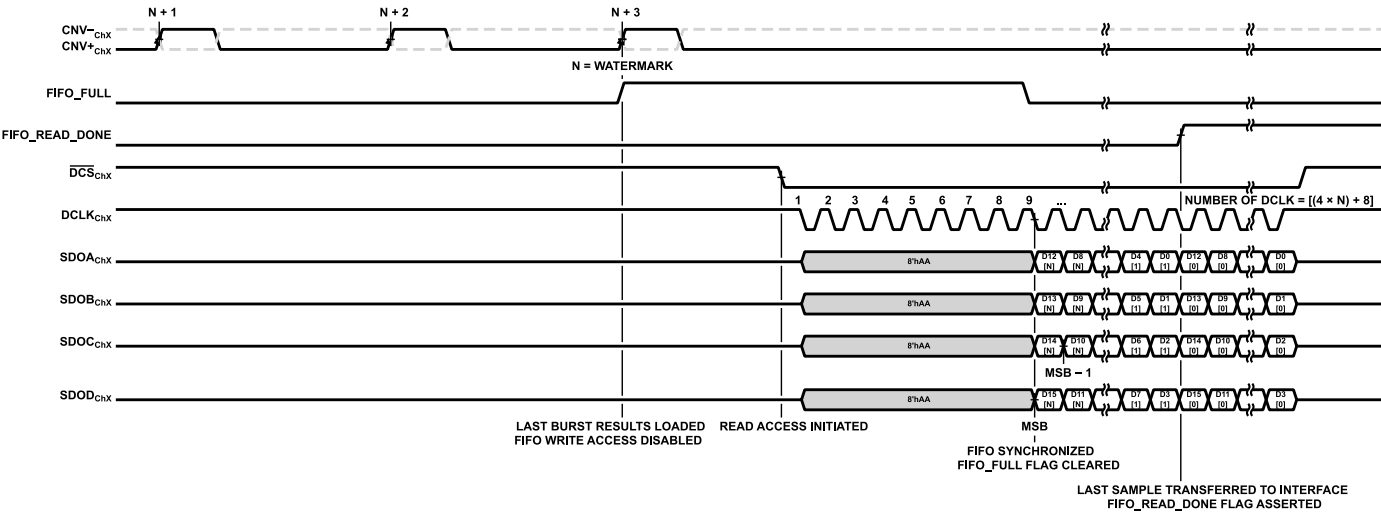 N + 1 N + 2 N + 3
CNV–ChX
CNV+ChX
N = WATERMARK
FIFO_FULL
FIFO_READ_DONE
DCSChX
1 2 3 4 5 6 7 8 9 ... NUMBER OF DCLK = [(4 × N) + 8]
DCLKChX
SDOAChX 8'hAA D12 [N] D8 [N] D4 [1] D0 [1] D12 [0] D8 [0] D0 [0]
SDOBChX 8'hAA D13 [N] D9 [N] D5 [1] D1 [1] D13 [0] D9 [0] D1 [0]
SDOCChX 8'hAA D14 [N] D10 [N] D6 [1] D2 [1] D14 [0] D10 [0] D2 [0]
MSB – 1
SDODChX 8'hAA D15 [N] D11 [N] D7 [1] D3 [1] D15 [0] D11 [0] D3 [0]
LAST BURST RESULTS LOADED
FIFO WRITE ACCESS DISABLED
READ ACCESS INITIATED
MSB
FIFO SYNCHRONIZED
FIFO_FULL FLAG CLEARED
LAST SAMPLE TRANSFERRED TO INTERFACE
FIFO_READ_DONE FLAG ASSERTED